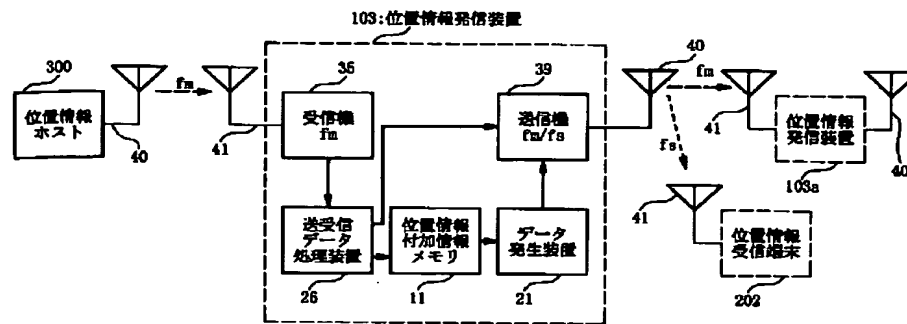 103:位置情報発信装置
300
位置情報
ホスト
40
fm
41
36
受信機
fm
39
送信機
fm/fs
40
fm
fs
41
位置情報
発信装置
103a
40
送受信
データ
処理装置
26
位置情報
付加情報
メモリ
11
データ
発生装置
21
41
位置情報
受信端末
202